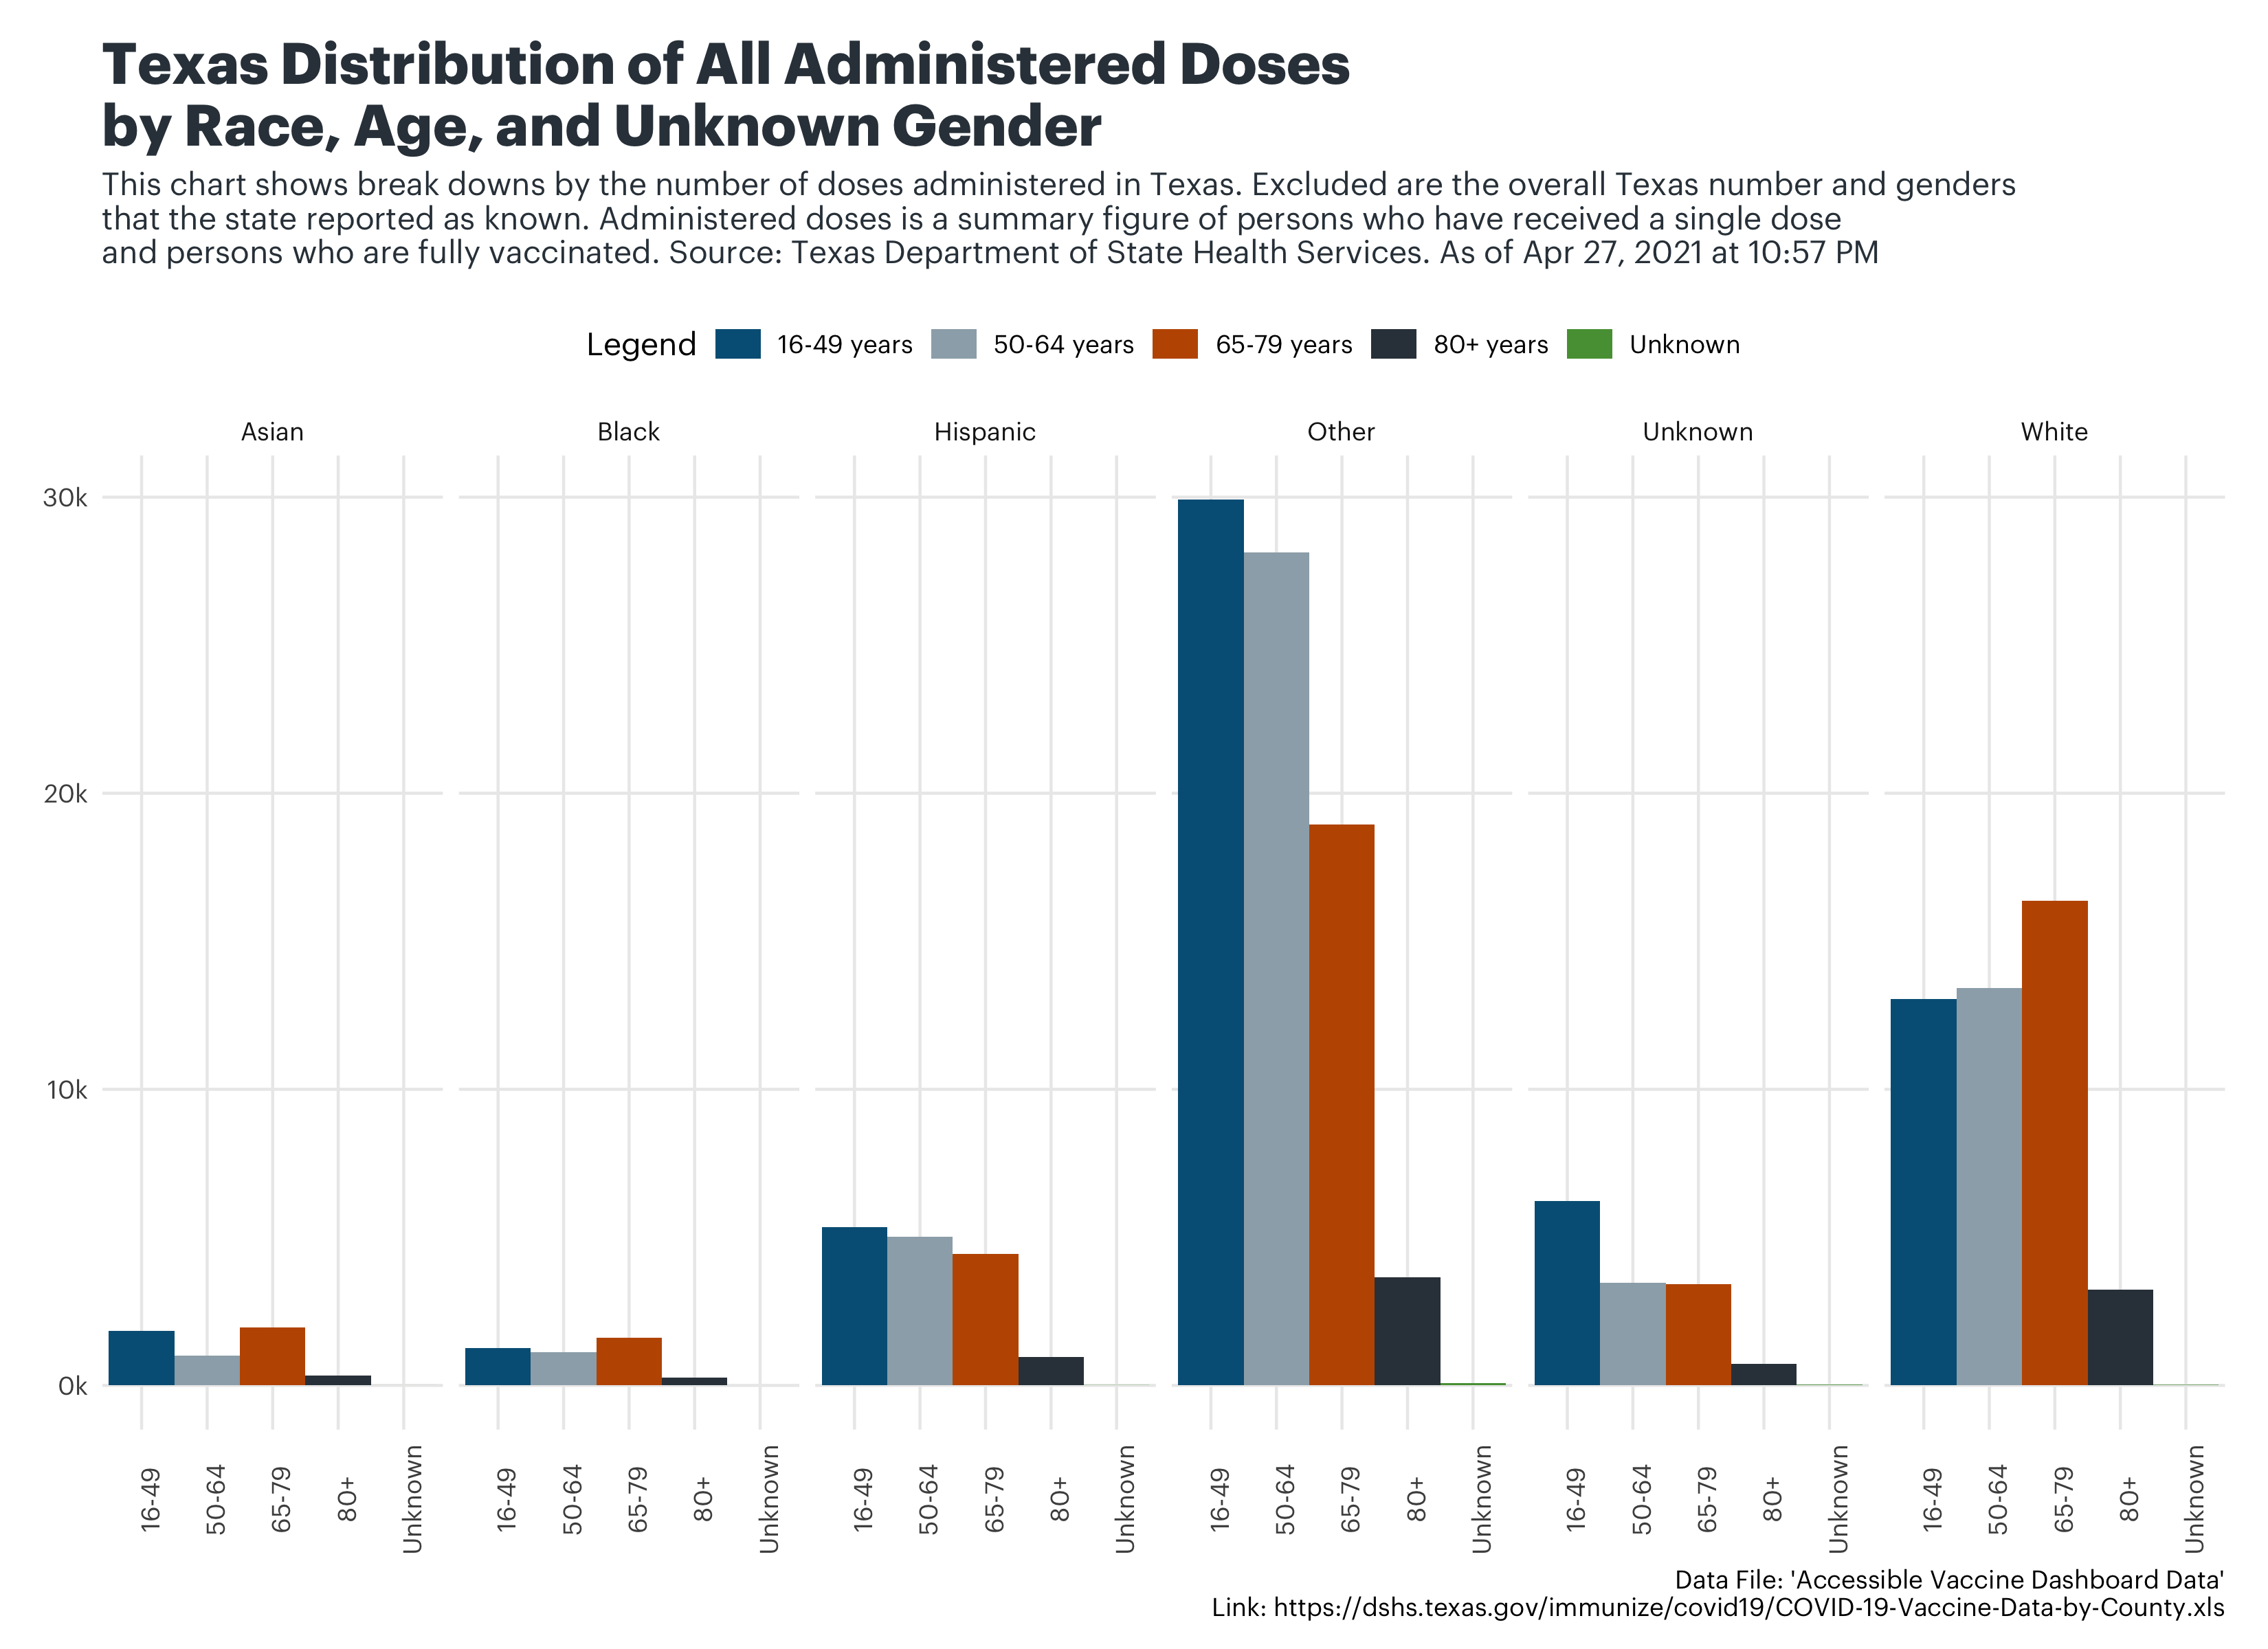 Texas Distribution of All Administered Doses
by Race, Age, and Unknown Gender
This chart shows break downs by the number of doses administered in Texas. Excluded are the overall Texas number and genders
that the state reported as known. Administered doses is a summary figure of persons who have received a single dose
and persons who are fully vaccinated. Source: Texas Department of State Health Services. As of Apr 27, 2021 at 10:57 PM
Legend 16-49 years 50-64 years 65-79 years 80+ years Unknown
Asian Black Hispanic Other Unknown White
30k
20k
10k
0k
16-49 50-64 65-79 80+ Unknown 16-49 50-64 65-79 80+ Unknown 16-49 50-64 65-79 80+ Unknown 16-49 50-64 65-79 80+ Unknown 16-49 50-64 65-79 80+ Unknown 16-49 50-64 65-79 80+ Unknown
Data File: 'Accessible Vaccine Dashboard Data'
Link: https://dshs.texas.gov/immunize/covid19/COVID-19-Vaccine-Data-by-County.xls